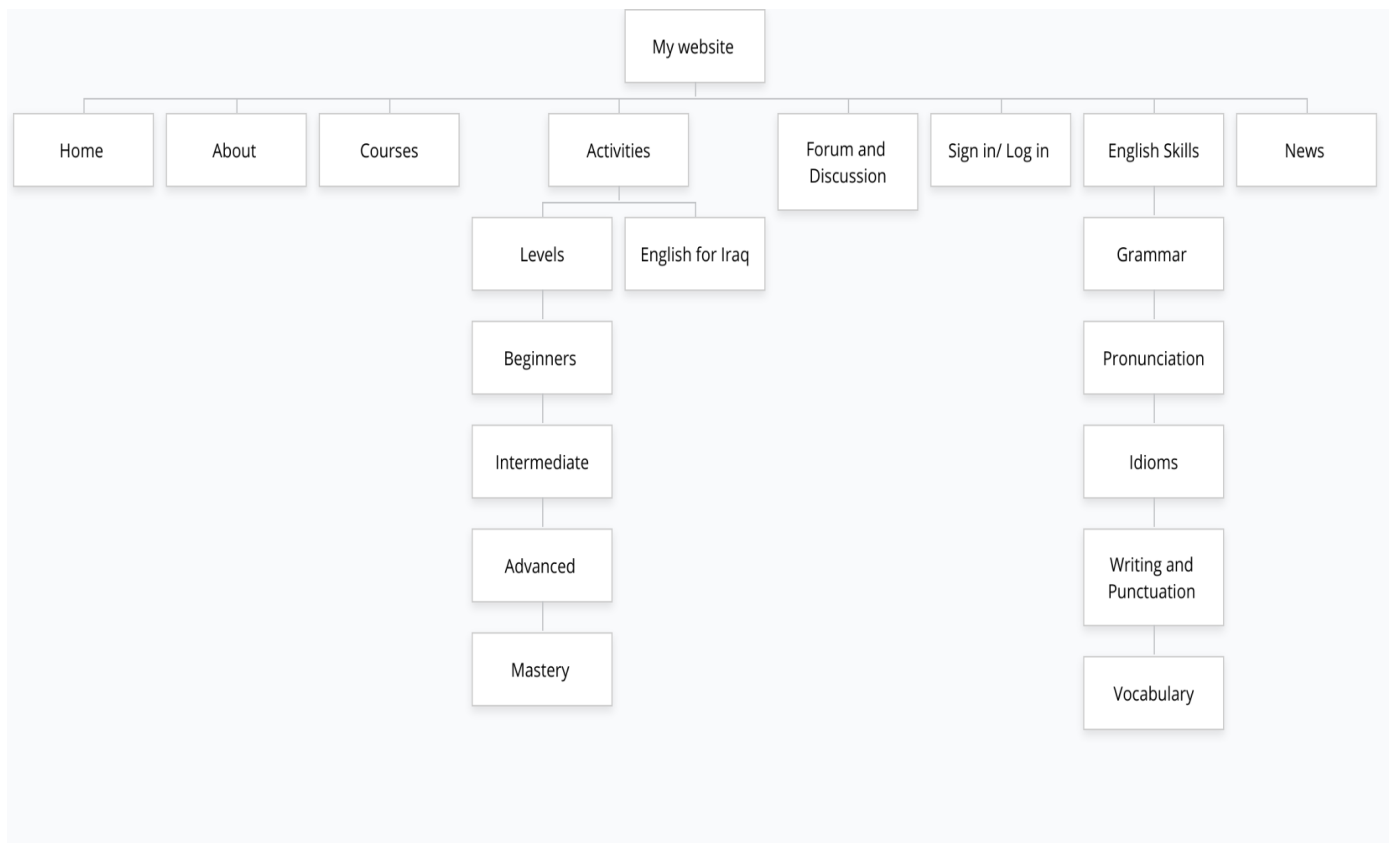 My website
Home
About
Courses
Activities
Forum and
Discussion
Sign in/ Log in
English Skills
News
Levels
English for Iraq
Grammar
Beginners
Pronunciation
Intermediate
Idioms
Advanced
Writing and
Punctuation
Mastery
Vocabulary